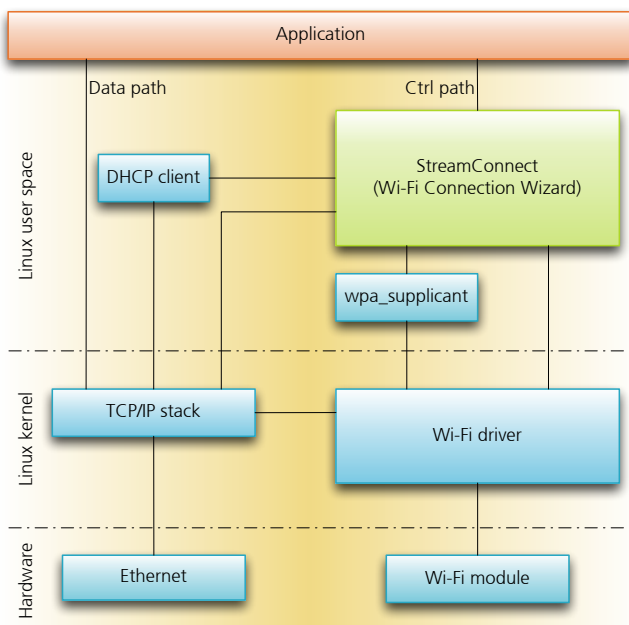 Application
Data path
Ctrl path
Linux user space
DHCP client
StreamConnect
(Wi-Fi Connection Wizard)
wpa_supplicant
Linux kernel
TCP/IP stack
Wi-Fi driver
Hardware
Ethernet
Wi-Fi module